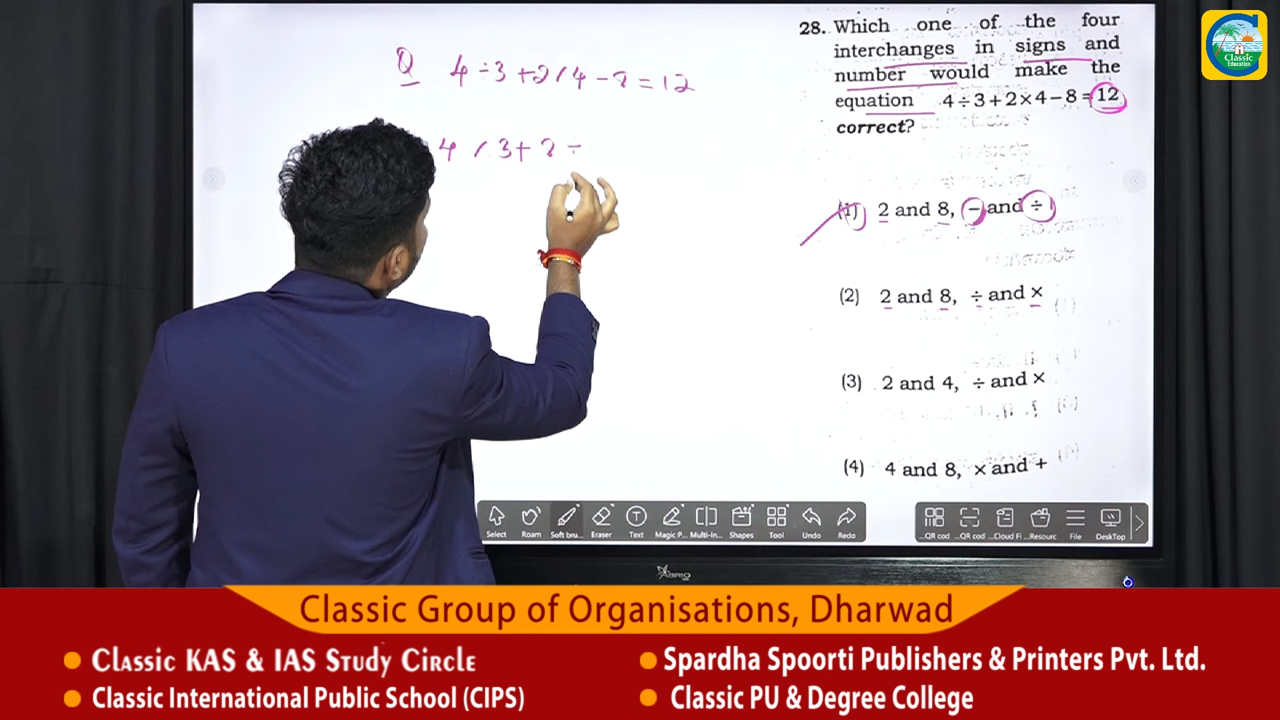 28. Which one of the four
interchanges in signs and
number would make the
equation 4 ÷ 3 + 2 × 4 − 8 = 12
correct?
(1) 2 and 8, − and ÷
(2) 2 and 8, ÷ and ×
(3) 2 and 4, ÷ and ×
(4) 4 and 8, × and +
Q 4 ÷ 3 + 2 / 4 − 8 = 12
4 / 3 + 8 ÷
Classic
Education
Select Roam Soft bru... Eraser Text Magic P... Multi-In... Shapes Tool Undo Redo
...QR cod ...QR cod ...Cloud Fi ...Resourc File DeskTop
Classic Group of Organisations, Dharwad
Classic KAS & IAS Study Circle
Spardha Spoorti Publishers & Printers Pvt. Ltd.
Classic International Public School (CIPS)
Classic PU & Degree College